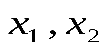 x₁ , x₂